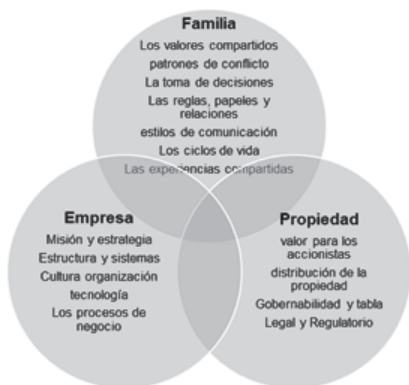 Familia
Los valores compartidos
patrones de conflicto
La toma de decisiones
Las reglas, papeles y
relaciones
estilos de comunicación
Los ciclos de vida
Las experiencias compartidas
Empresa
Misión y estrategia
Estructura y sistemas
Cultura organización
tecnología
Los procesos de
negocio
Propiedad
valor para los
accionistas
distribución de la
propiedad
Gobernabilidad y tabla
Legal y Regulatorio